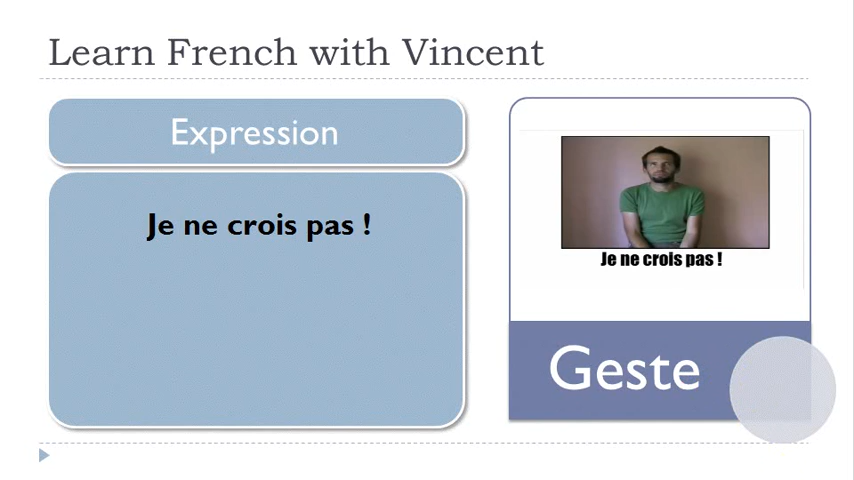 Learn French with Vincent
Expression
Je ne crois pas !
Je ne crois pas !
Geste